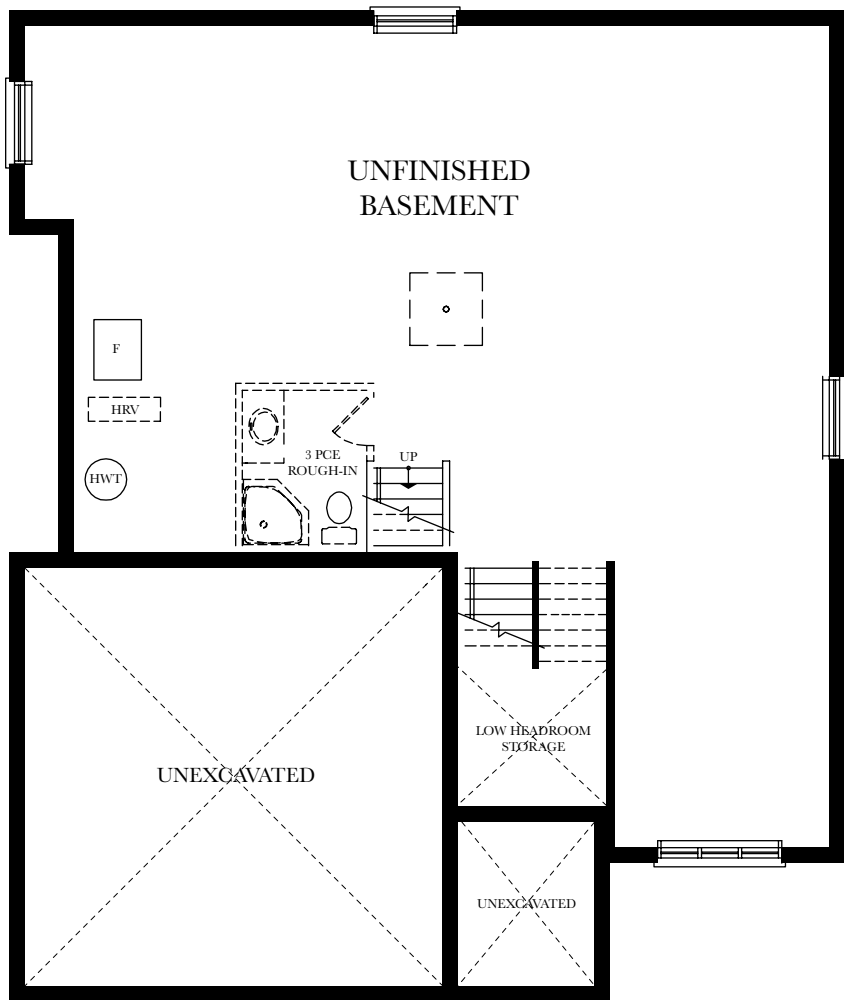 UNFINISHED
BASEMENT
F
HRV
HWT
3 PCE
ROUGH-IN
UP
LOW HEADROOM
STORAGE
UNEXCAVATED
UNEXCAVATED